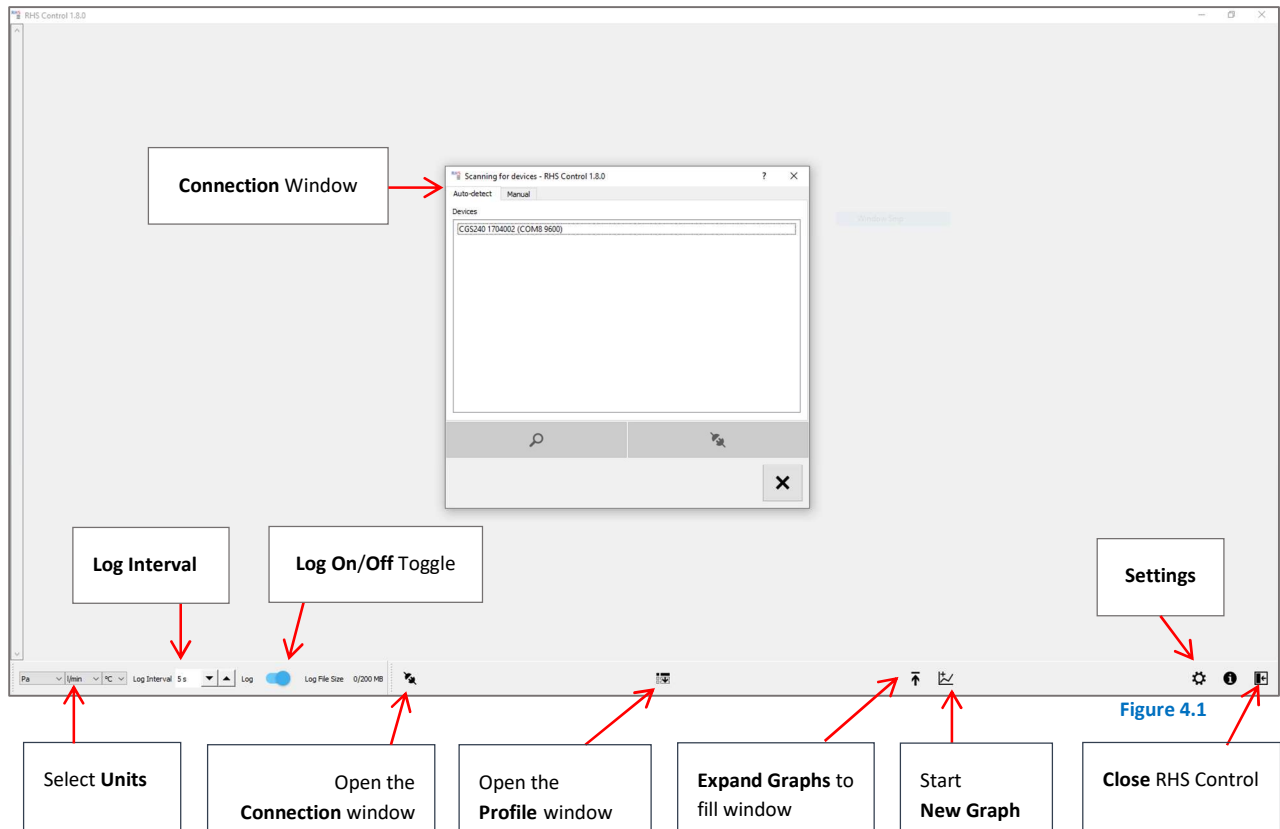 RHS Control 1.8.0
Connection Window
Scanning for devices - RHS Control 1.8.0
?
Auto-detect Manual
Devices
CGS240 1704002 (COM8 9600)
Window Snip
Log Interval
Log On/Off Toggle
Settings
Pa l/min °C Log Interval 5 s Log Log File Size 0/200 MB
Figure 4.1
Select Units
Open the
Connection window
Open the
Profile window
Expand Graphs to
fill window
Start
New Graph
Close RHS Control